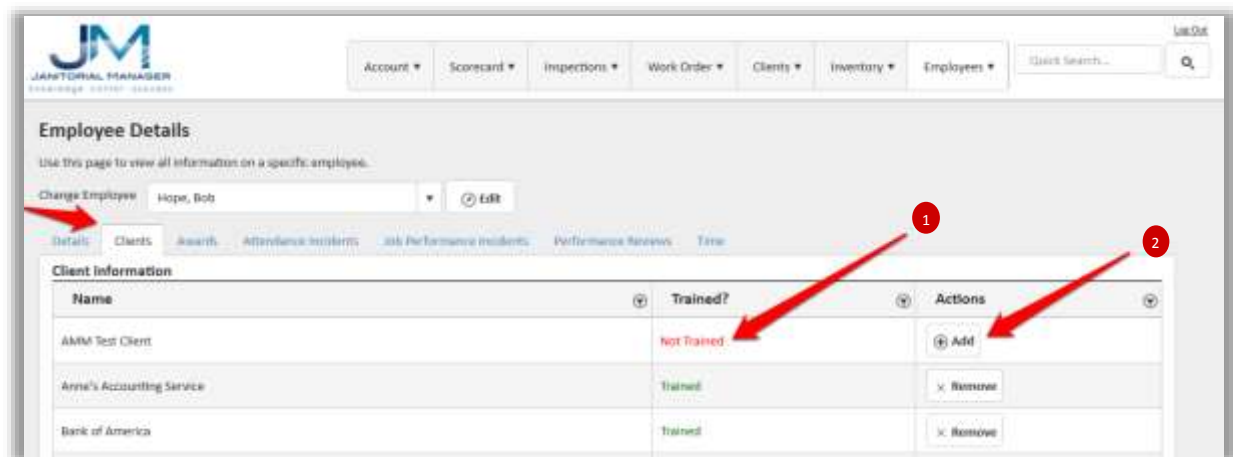 Log Out
JM
JANITORIAL MANAGER
Account Scorecard Inspections Work Order Clients Inventory Employees Quick Search...
Employee Details
Use this page to view all information on a specific employee.
Change Employee Hope, Bob Edit
1
2
Details Clients Awards Attendance Incidents Job Performance Incidents Performance Reviews Time
Client Information
Name Trained? Actions
AMM Test Client Not Trained Add
Anne's Accounting Service Trained Remove
Bank of America Trained Remove